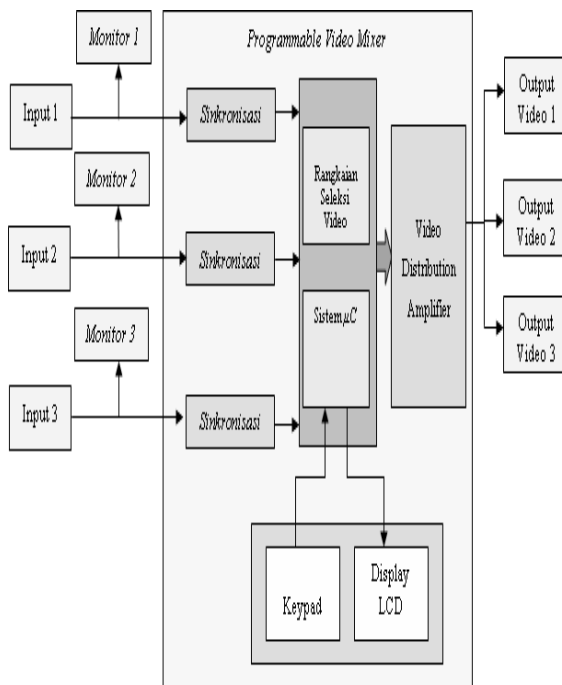 Monitor 1
Programmable Video Mixer
Input 1
Sinkronisasi
Output
Video 1
Monitor 2
Rangkaian
Seleksi
Video
Input 2
Sinkronisasi
Video
Distribution
Amplifier
Output
Video 2
Monitor 3
Sistem µC
Output
Video 3
Input 3
Sinkronisasi
Keypad
Display
LCD